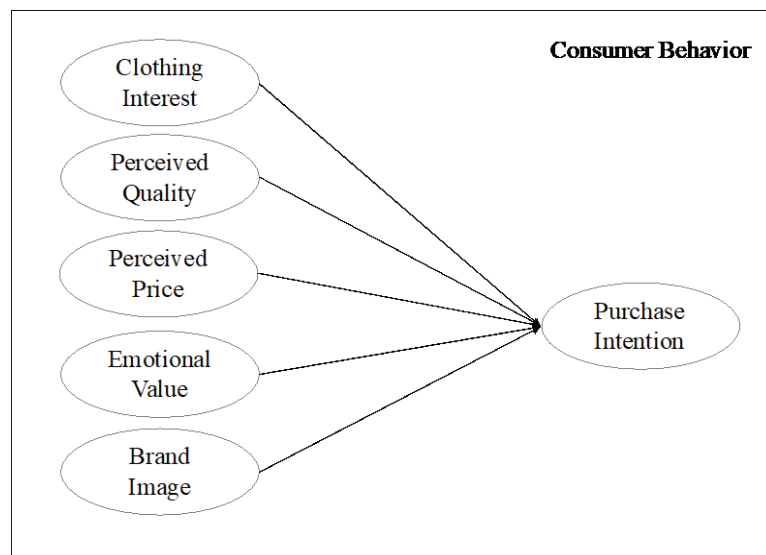 Consumer Behavior
Clothing
Interest
Perceived
Quality
Perceived
Price
Emotional
Value
Brand
Image
Purchase
Intention